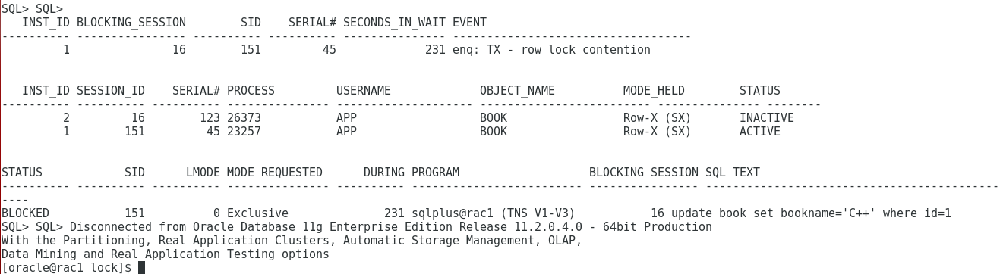 SQL> SQL>
   INST_ID BLOCKING_SESSION        SID    SERIAL# SECONDS_IN_WAIT EVENT
---------- ---------------- ---------- ---------- --------------- -----------------------------------
         1               16        151         45             231 enq: TX - row lock contention
   INST_ID SESSION_ID    SERIAL# PROCESS         USERNAME             OBJECT_NAME          MODE_HELD        STATUS
---------- ---------- ---------- --------------- -------------------- ------------------------- --------------- --------
         2         16        123 26373           APP                  BOOK                 Row-X (SX)       INACTIVE
         1        151         45 23257           APP                  BOOK                 Row-X (SX)       ACTIVE
STATUS            SID      LMODE MODE_REQUESTED      DURING PROGRAM                   BLOCKING_SESSION SQL_TEXT
---------- ---------- ---------- --------------- ---------- ------------------------- ---------------- -------------------------------------------
----
BLOCKED           151          0 Exclusive              231 sqlplus@rac1 (TNS V1-V3)           16 update book set bookname='C++' where id=1
SQL> SQL> Disconnected from Oracle Database 11g Enterprise Edition Release 11.2.0.4.0 - 64bit Production
With the Partitioning, Real Application Clusters, Automatic Storage Management, OLAP,
Data Mining and Real Application Testing options
[oracle@rac1 lock]$